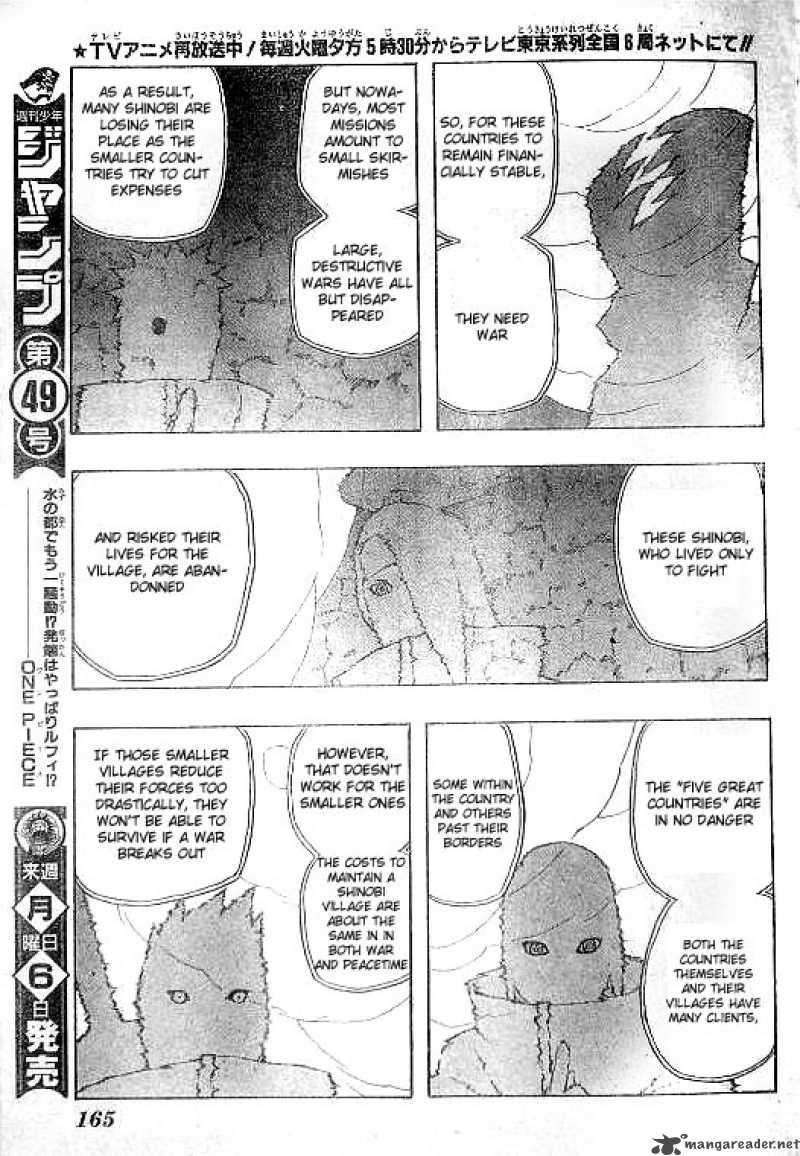 ★TVアニメ再放送中!毎週火曜夕方5時30分からテレビ東京系列全国6局ネットにて!!
SO, FOR THESE
COUNTRIES TO
REMAIN FINAN-
CIALLY STABLE,
THEY NEED
WAR
BUT NOWA-
DAYS, MOST
MISSIONS
AMOUNT TO
SMALL SKIR-
MISHES
LARGE,
DESTRUCTIVE
WARS HAVE ALL
BUT DISAP-
PEARED
AS A RESULT,
MANY SHINOBI ARE
LOSING THEIR
PLACE AS THE
SMALLER COUN-
TRIES TRY TO CUT
EXPENSES
THESE SHINOBI,
WHO LIVED ONLY
TO FIGHT
AND RISKED THEIR
LIVES FOR THE
VILLAGE, ARE ABAN-
DONNED
THE "FIVE GREAT
COUNTRIES" ARE
IN NO DANGER
BOTH THE
COUNTRIES
THEMSELVES
AND THEIR
VILLAGES HAVE
MANY CLIENTS,
SOME WITHIN
THE COUNTRY
AND OTHERS
PAST THEIR
BORDERS
HOWEVER,
THAT DOESN'T
WORK FOR THE
SMALLER ONES
THE COSTS TO
MAINTAIN A
SHINOBI
VILLAGE ARE
ABOUT THE
SAME IN IN
BOTH WAR
AND PEACETIME
IF THOSE SMALLER
VILLAGES REDUCE
THEIR FORCES TOO
DRASTICALLY, THEY
WON'T BE ABLE TO
SURVIVE IF A WAR
BREAKS OUT
週刊少年
ジャンプ
第49号
水の都でもう一騒動!?発端はやっぱりルフィ!?
ONE PIECE
来週
月曜日
6日発売
165
mangareader.net